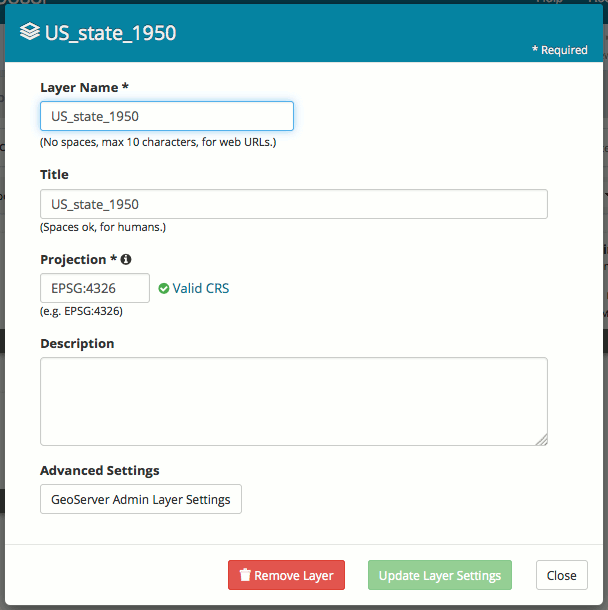 US_state_1950
* Required
Layer Name *
US_state_1950
(No spaces, max 10 characters, for web URLs.)
Title
US_state_1950
(Spaces ok, for humans.)
Projection *
EPSG:4326 Valid CRS
(e.g. EPSG:4326)
Description
Advanced Settings
GeoServer Admin Layer Settings
Remove Layer Update Layer Settings Close